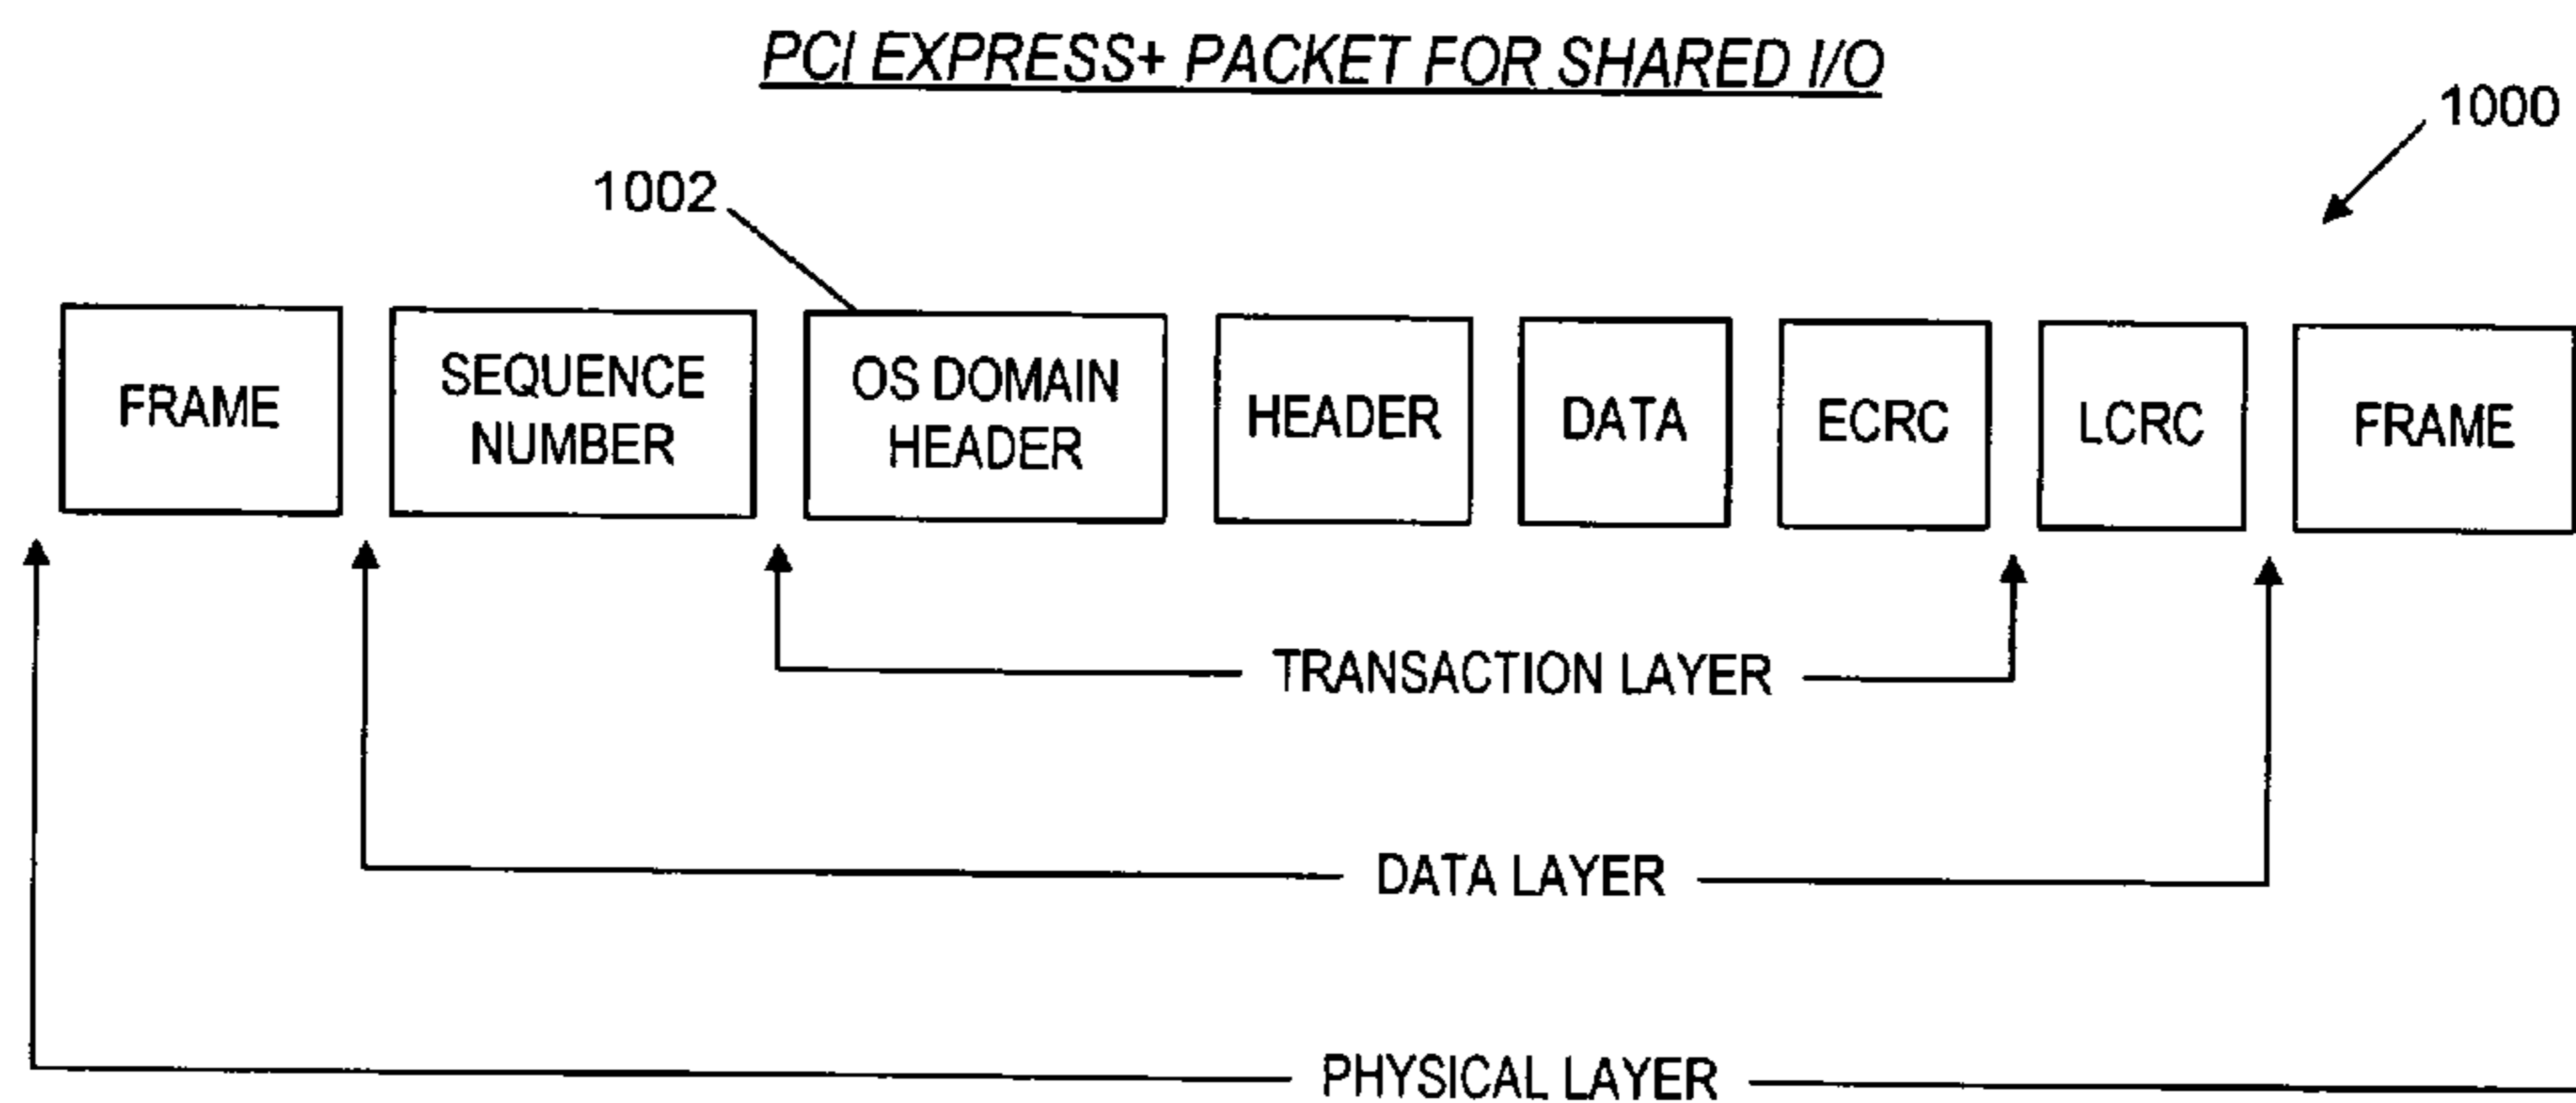 PCI EXPRESS+ PACKET FOR SHARED I/O
1000
1002
FRAME
SEQUENCE
NUMBER
OS DOMAIN
HEADER
HEADER
DATA
ECRC
LCRC
FRAME
TRANSACTION LAYER
DATA LAYER
PHYSICAL LAYER